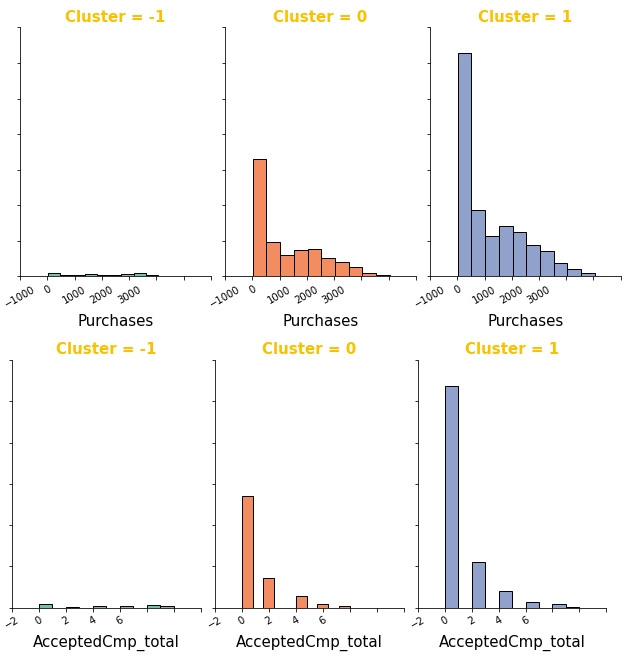 Cluster = -1 Cluster = 0 Cluster = 1
−1000 0 1000 2000 3000 −1000 0 1000 2000 3000 −1000 0 1000 2000 3000
Purchases Purchases Purchases
Cluster = -1 Cluster = 0 Cluster = 1
−2 0 2 4 6 −2 0 2 4 6 −2 0 2 4 6
AcceptedCmp_total AcceptedCmp_total AcceptedCmp_total